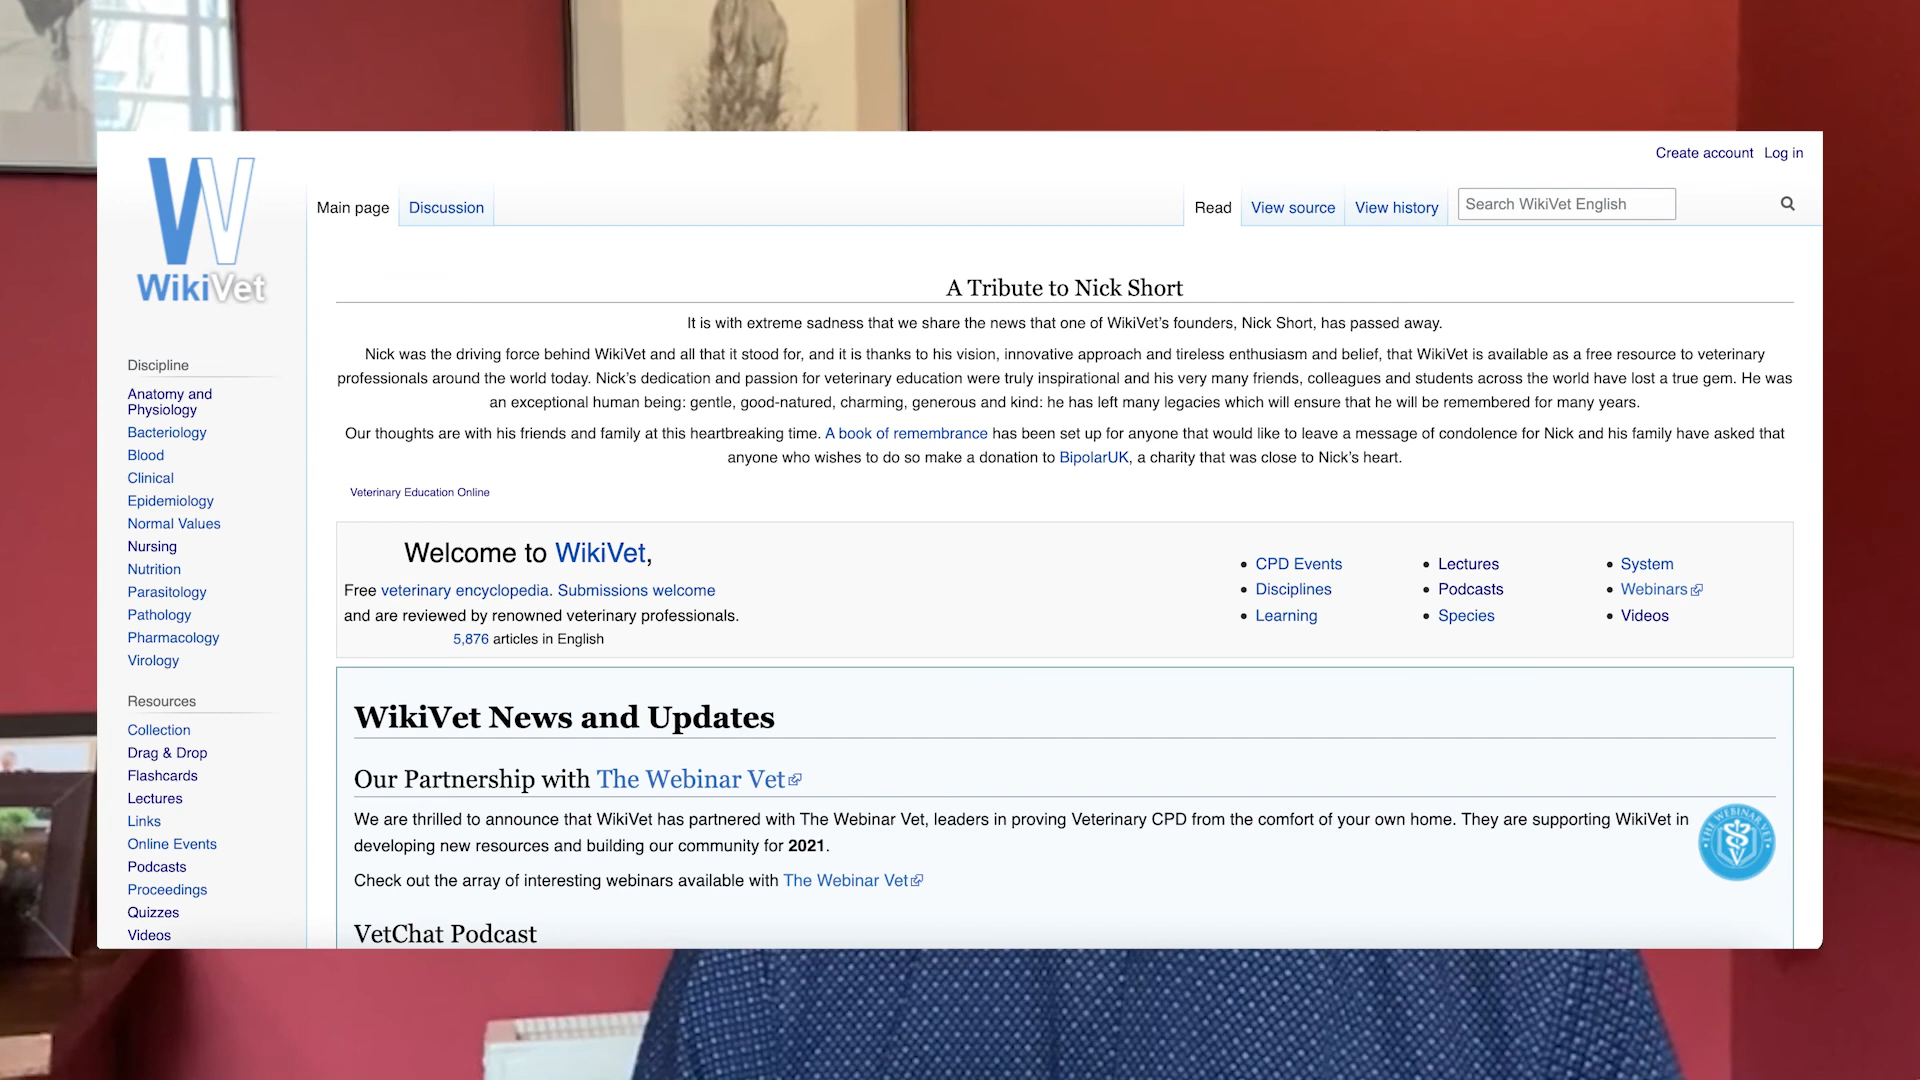 Create account Log in
Main page Discussion Read View source View history Search WikiVet English
WikiVet
A Tribute to Nick Short
It is with extreme sadness that we share the news that one of WikiVet's founders, Nick Short, has passed away.
Nick was the driving force behind WikiVet and all that it stood for, and it is thanks to his vision, innovative approach and tireless enthusiasm and belief, that WikiVet is available as a free resource to veterinary
professionals around the world today. Nick's dedication and passion for veterinary education were truly inspirational and his very many friends, colleagues and students across the world have lost a true gem. He was
an exceptional human being: gentle, good-natured, charming, generous and kind: he has left many legacies which will ensure that he will be remembered for many years.
Our thoughts are with his friends and family at this heartbreaking time. A book of remembrance has been set up for anyone that would like to leave a message of condolence for Nick and his family have asked that
anyone who wishes to do so make a donation to BipolarUK, a charity that was close to Nick's heart.
Veterinary Education Online
Discipline
Anatomy and
Physiology
Bacteriology
Blood
Clinical
Epidemiology
Normal Values
Nursing
Nutrition
Parasitology
Pathology
Pharmacology
Virology
Resources
Collection
Drag & Drop
Flashcards
Lectures
Links
Online Events
Podcasts
Proceedings
Quizzes
Videos
Welcome to WikiVet,
Free veterinary encyclopedia. Submissions welcome
and are reviewed by renowned veterinary professionals.
5,876 articles in English
CPD Events
Disciplines
Learning
Lectures
Podcasts
Species
System
Webinars
Videos
WikiVet News and Updates
Our Partnership with The Webinar Vet
We are thrilled to announce that WikiVet has partnered with The Webinar Vet, leaders in proving Veterinary CPD from the comfort of your own home. They are supporting WikiVet in
developing new resources and building our community for 2021.
THE WEBINAR VET
Check out the array of interesting webinars available with The Webinar Vet
VetChat Podcast